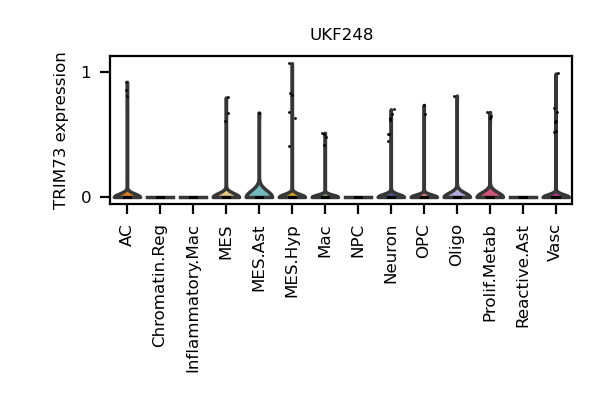 UKF248
TRIM73 expression
1
0
AC
Chromatin.Reg
Inflammatory.Mac
MES
MES.Ast
MES.Hyp
Mac
NPC
Neuron
OPC
Oligo
Prolif.Metab
Reactive.Ast
Vasc